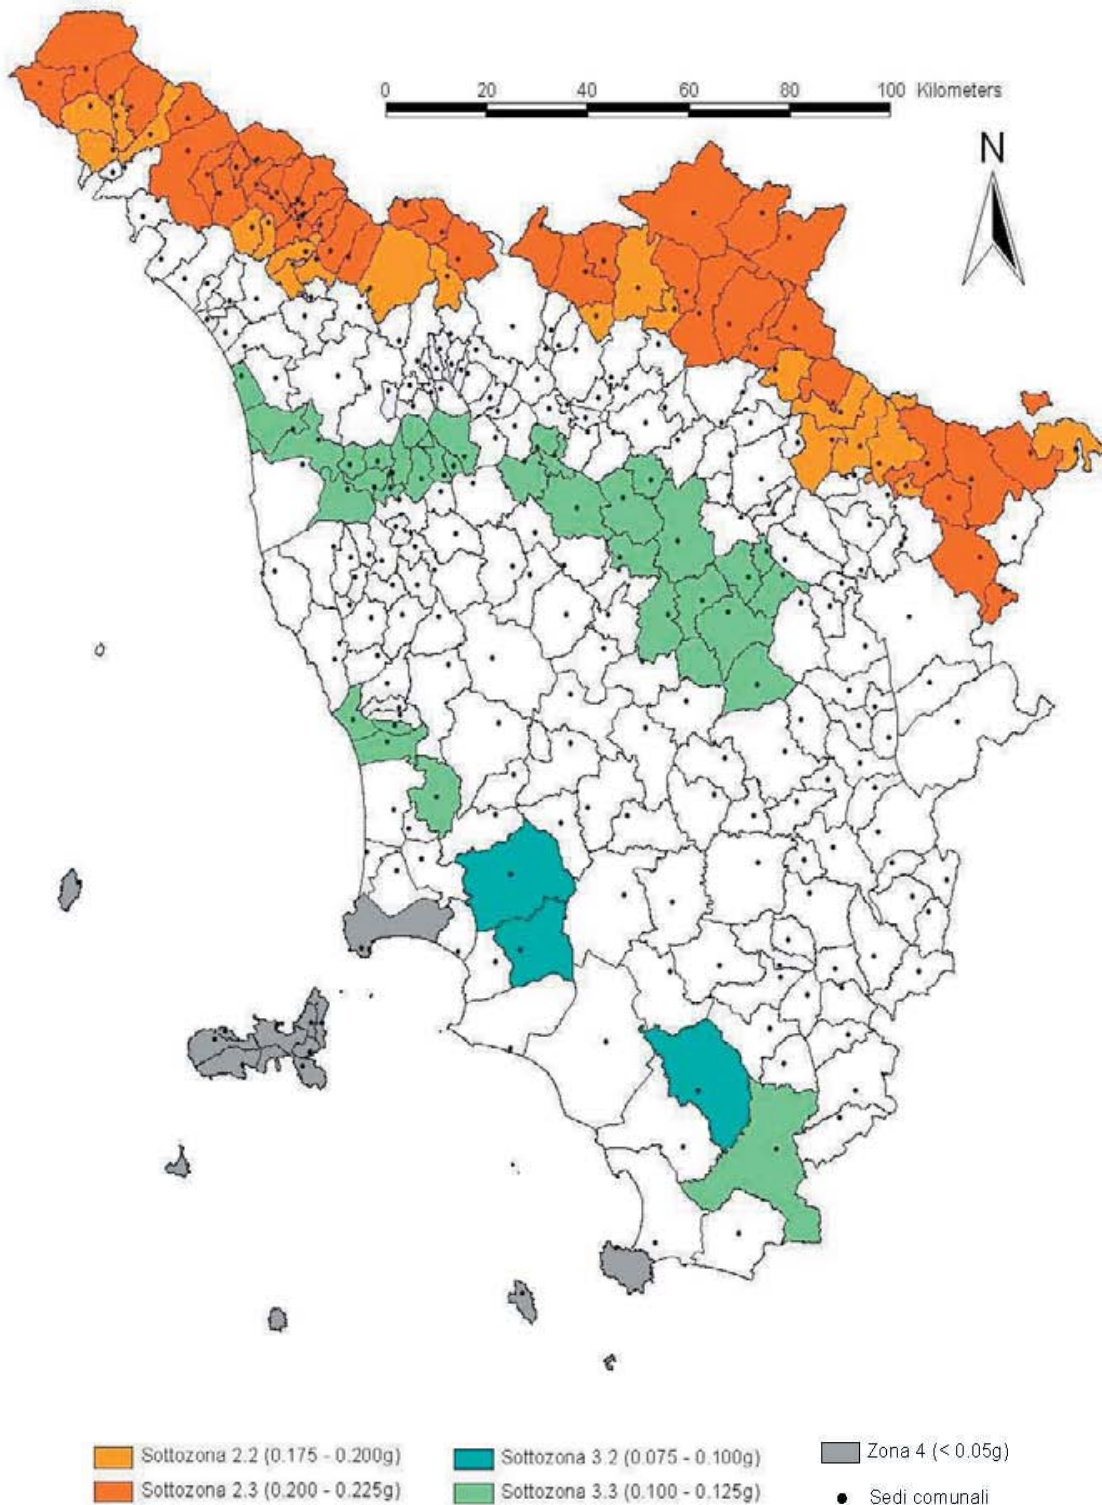 0 20 40 60 80 100 Kilometers
N
Sottozona 2.2 (0.175 - 0.200g)
Sottozona 2.3 (0.200 - 0.225g)
Sottozona 3.2 (0.075 - 0.100g)
Sottozona 3.3 (0.100 - 0.125g)
Zona 4 (< 0.05g)
Sedi comunali